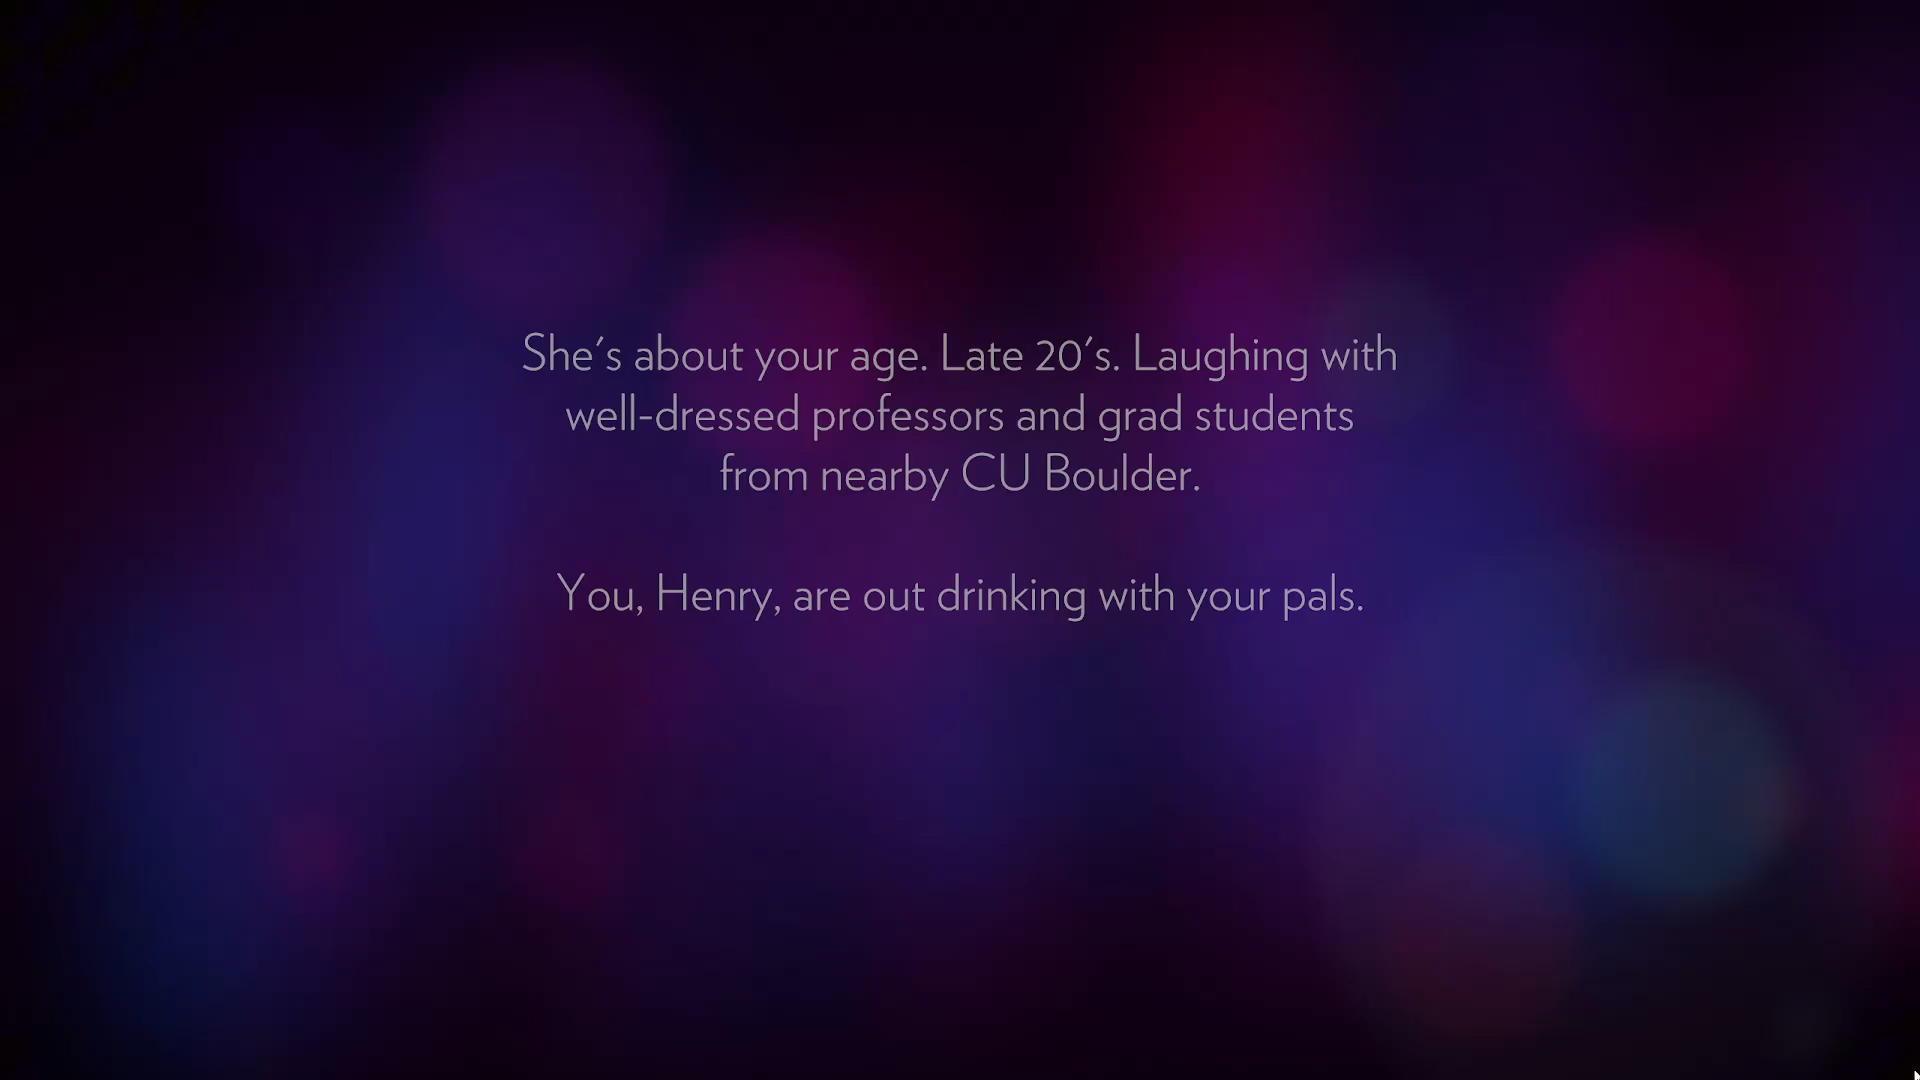 She's about your age. Late 20's. Laughing with
well-dressed professors and grad students
from nearby CU Boulder.
You, Henry, are out drinking with your pals.